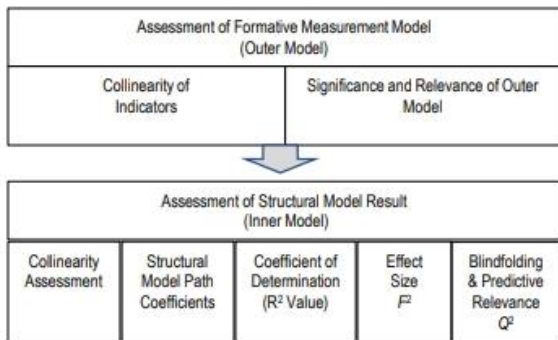 Assessment of Formative Measurement Model
(Outer Model)
Collinearity of
Indicators
Significance and Relevance of Outer
Model
Assessment of Structural Model Result
(Inner Model)
Collinearity
Assessment
Structural
Model Path
Coefficients
Coefficient of
Determination
(R² Value)
Effect
Size
F²
Blindfolding
& Predictive
Relevance
Q²